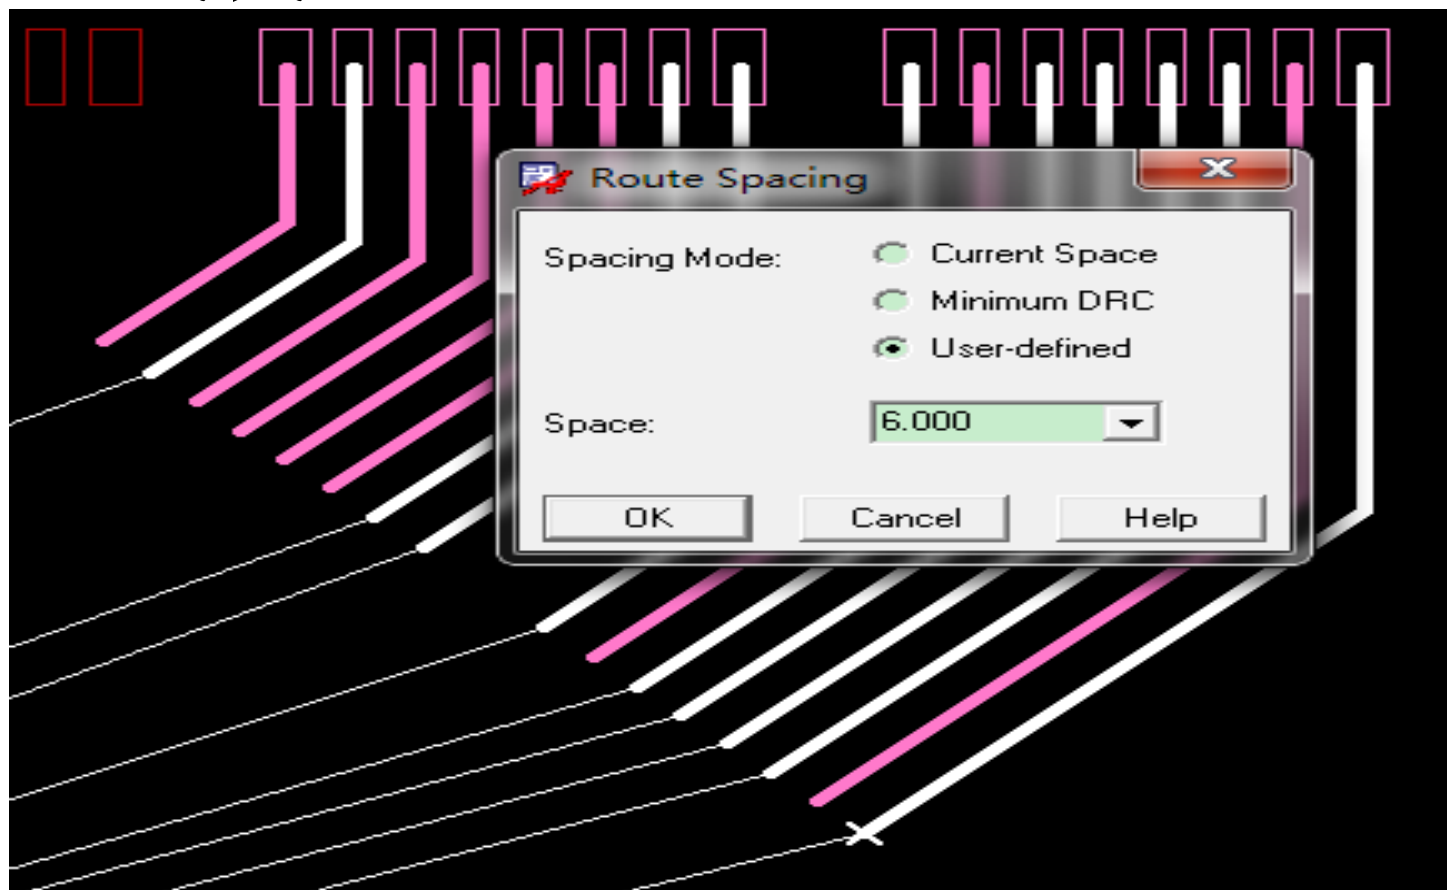 Route Spacing
Spacing Mode:
Current Space
Minimum DRC
User-defined
Space:
6.000
OK
Cancel
Help